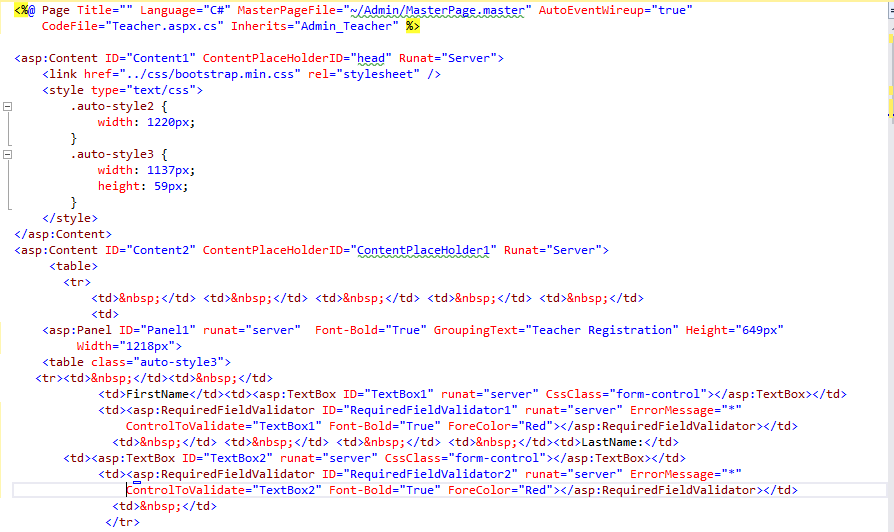 <%@ Page Title="" Language="C#" MasterPageFile="~/Admin/MasterPage.master" AutoEventWireup="true"
CodeFile="Teacher.aspx.cs" Inherits="Admin_Teacher" %>
<asp:Content ID="Content1" ContentPlaceHolderID="head" Runat="Server">
<link href="../css/bootstrap.min.css" rel="stylesheet" />
<style type="text/css">
.auto-style2 {
width: 1220px;
}
.auto-style3 {
width: 1137px;
height: 59px;
}
</style>
</asp:Content>
<asp:Content ID="Content2" ContentPlaceHolderID="ContentPlaceHolder1" Runat="Server">
<table>
<tr>
<td>&nbsp;</td> <td>&nbsp;</td> <td>&nbsp;</td> <td>&nbsp;</td> <td>&nbsp;</td>
<td>
<asp:Panel ID="Panel1" runat="server"  Font-Bold="True" GroupingText="Teacher Registration" Height="649px"
Width="1218px">
<table class="auto-style3">
<tr><td>&nbsp;</td><td>&nbsp;</td>
<td>FirstName</td><td><asp:TextBox ID="TextBox1" runat="server" CssClass="form-control"></asp:TextBox></td>
<td><asp:RequiredFieldValidator ID="RequiredFieldValidator1" runat="server" ErrorMessage="*"
ControlToValidate="TextBox1" Font-Bold="True" ForeColor="Red"></asp:RequiredFieldValidator></td>
<td>&nbsp;</td> <td>&nbsp;</td> <td>&nbsp;</td> <td>&nbsp;</td><td>LastName:</td>
<td><asp:TextBox ID="TextBox2" runat="server" CssClass="form-control"></asp:TextBox></td>
<td><asp:RequiredFieldValidator ID="RequiredFieldValidator2" runat="server" ErrorMessage="*"
ControlToValidate="TextBox2" Font-Bold="True" ForeColor="Red"></asp:RequiredFieldValidator></td>
<td>&nbsp;</td>
</tr>